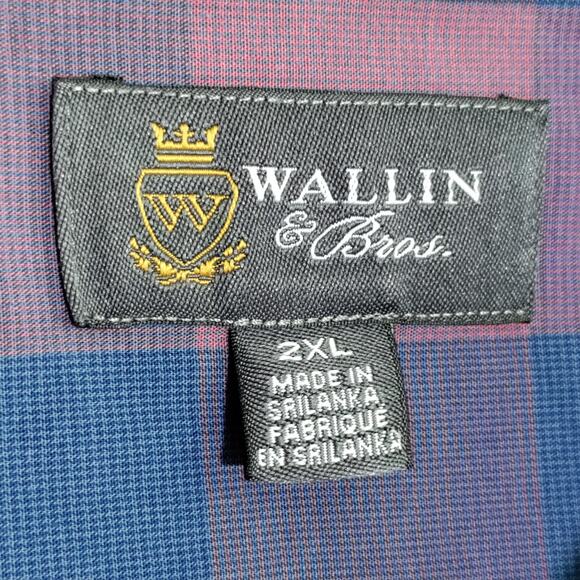 W
WALLIN
& Bros.
2XL
MADE IN
SRILANKA
FABRIQUE
EN SRILANKA